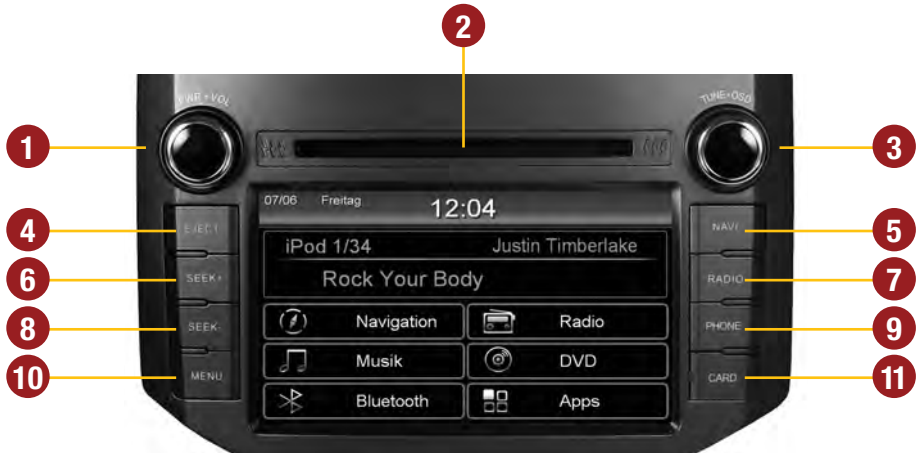 2
PWR•VOL
TUNE•OSD
1
3
07/06 Freitag 12:04
4
EJECT
NAVI
5
iPod 1/34 Justin Timberlake
6
SEEK+
Rock Your Body
RADIO
7
8
SEEK-
Navigation
Radio
PHONE
9
Musik
DVD
10
MENU
CARD
11
Bluetooth
Apps